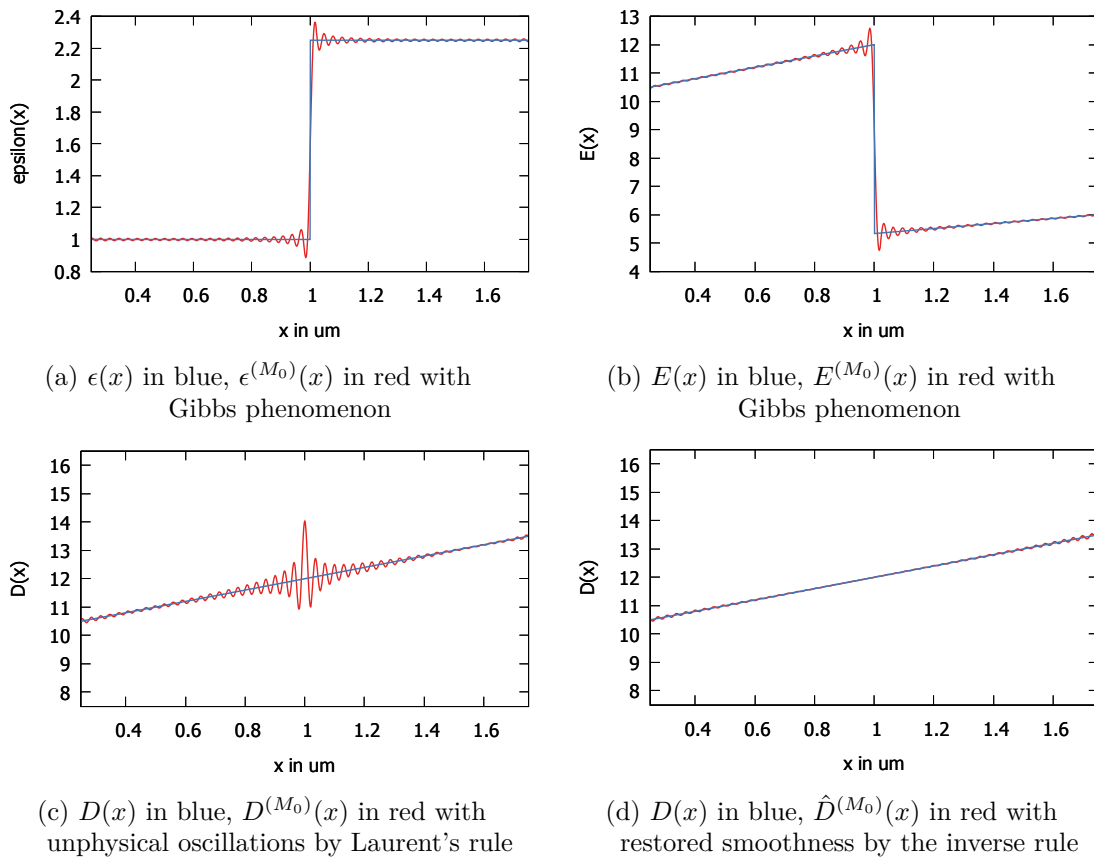 2.4
2.2
2
1.8
1.6
1.4
1.2
1
0.8
epsilon(x)
0.4 0.6 0.8 1 1.2 1.4 1.6
x in um
13
12
11
10
9
8
7
6
5
4
E(x)
0.4 0.6 0.8 1 1.2 1.4 1.6
x in um
(a) ϵ(x) in blue, ϵ^(M₀)(x) in red with
Gibbs phenomenon
(b) E(x) in blue, E^(M₀)(x) in red with
Gibbs phenomenon
16
15
14
13
12
11
10
9
8
D(x)
0.4 0.6 0.8 1 1.2 1.4 1.6
x in um
16
15
14
13
12
11
10
9
8
D(x)
0.4 0.6 0.8 1 1.2 1.4 1.6
x in um
(c) D(x) in blue, D^(M₀)(x) in red with
unphysical oscillations by Laurent's rule
(d) D(x) in blue, D̂^(M₀)(x) in red with
restored smoothness by the inverse rule